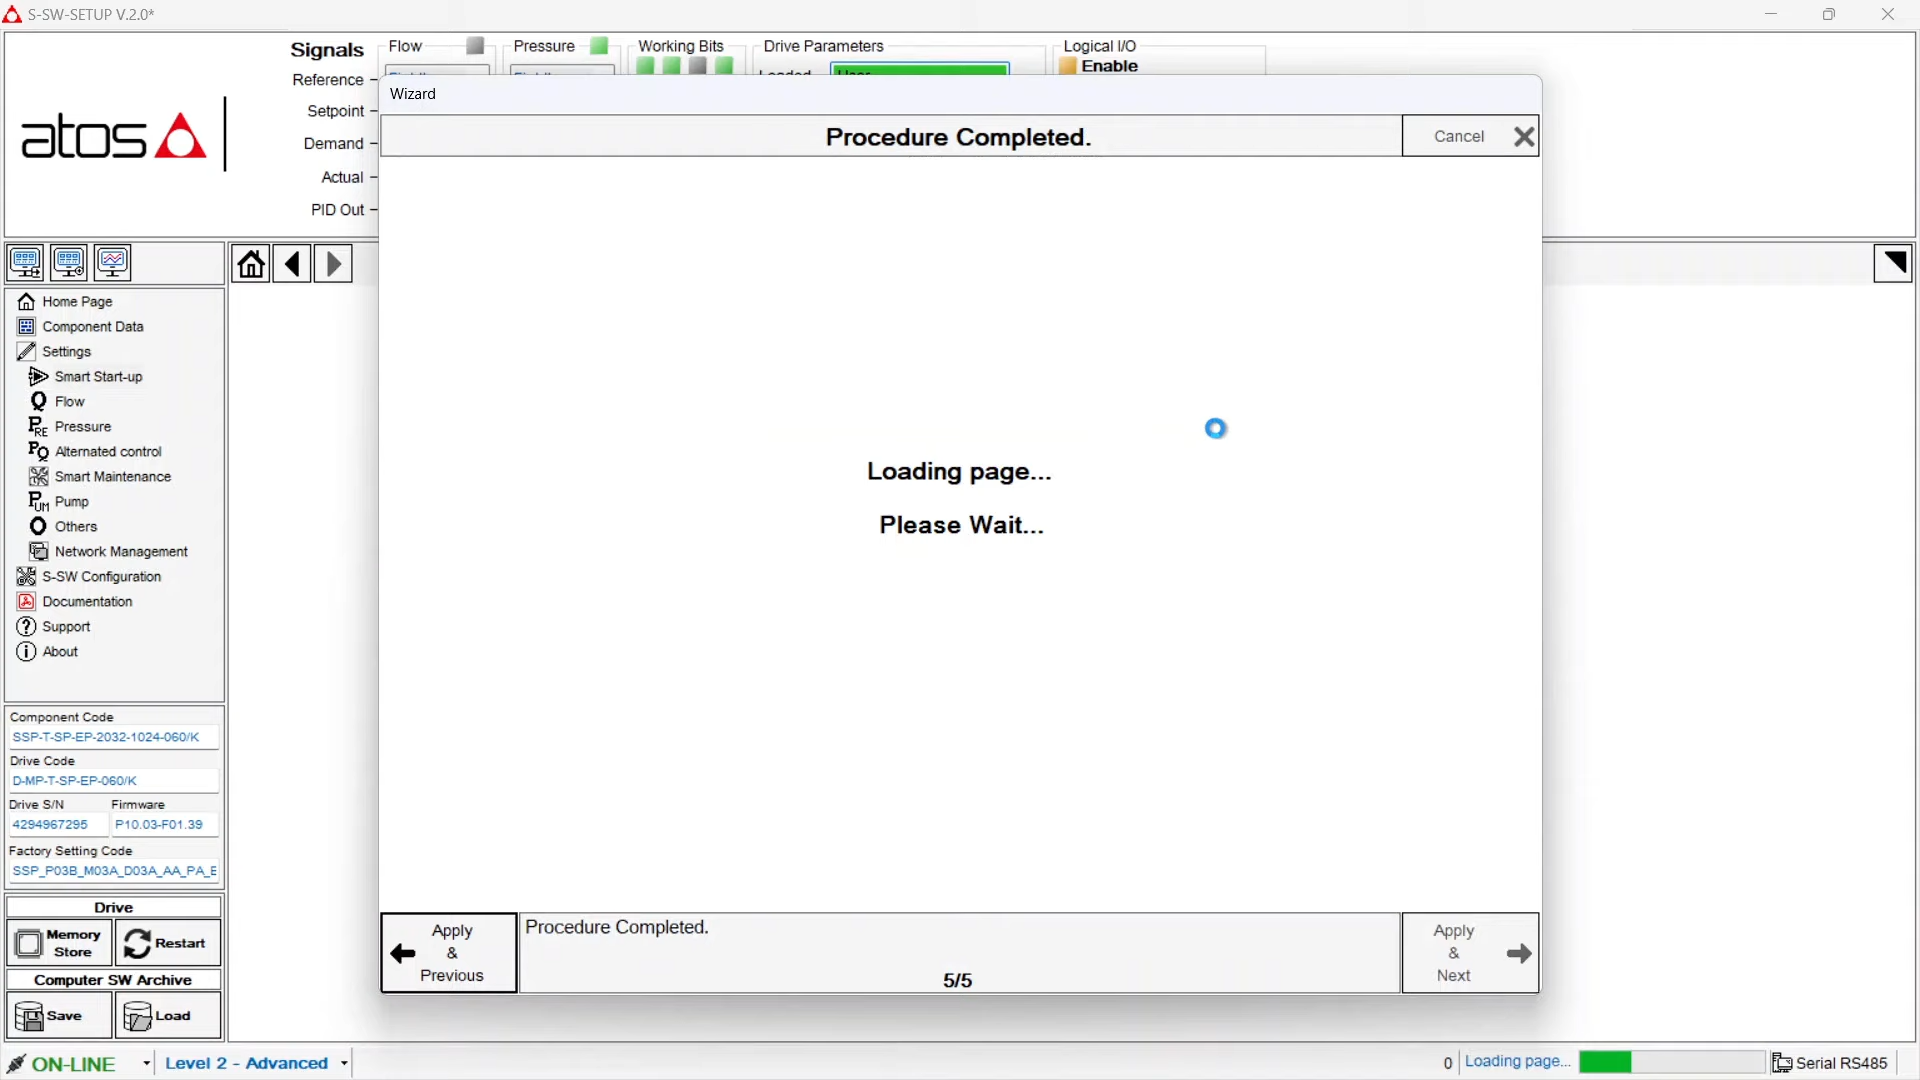 S-SW-SETUP V.2.0*
Signals Flow Pressure Working Bits Drive Parameters Logical I/O
Reference Loaded User Enable
Wizard
Setpoint
Demand
Actual
PID Out
atos
Procedure Completed.
Cancel
Home Page
Component Data
Settings
Smart Start-up
Q Flow
PRE Pressure
PQ Alternated control
Smart Maintenance
PUM Pump
O Others
Network Management
S-SW Configuration
Documentation
Support
About
Loading page...
Please Wait...
Component Code
SSP-T-SP-EP-2032-1024-060/K
Drive Code
D-MP-T-SP-EP-060/K
Drive S/N Firmware
4294967295 P10.03-F01.39
Factory Setting Code
SSP_P03B_M03A_D03A_AA_PA_E
Drive
Memory
Store
Restart
Computer SW Archive
Save Load
Apply
&
Previous
Procedure Completed.
5/5
Apply
&
Next
ON-LINE Level 2 - Advanced 0 Loading page... Serial RS485